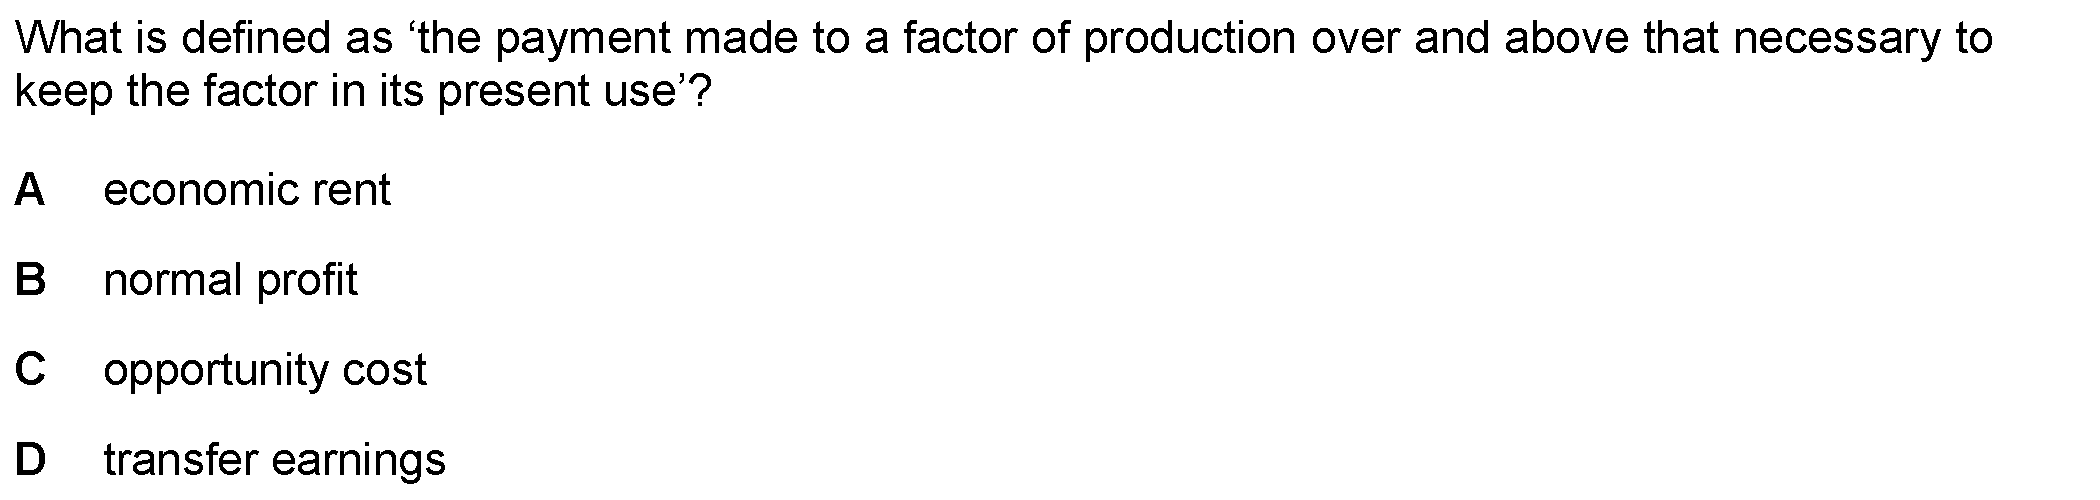 What is defined as ‘the payment made to a factor of production over and above that necessary to
keep the factor in its present use’?
A economic rent
B normal profit
C opportunity cost
D transfer earnings